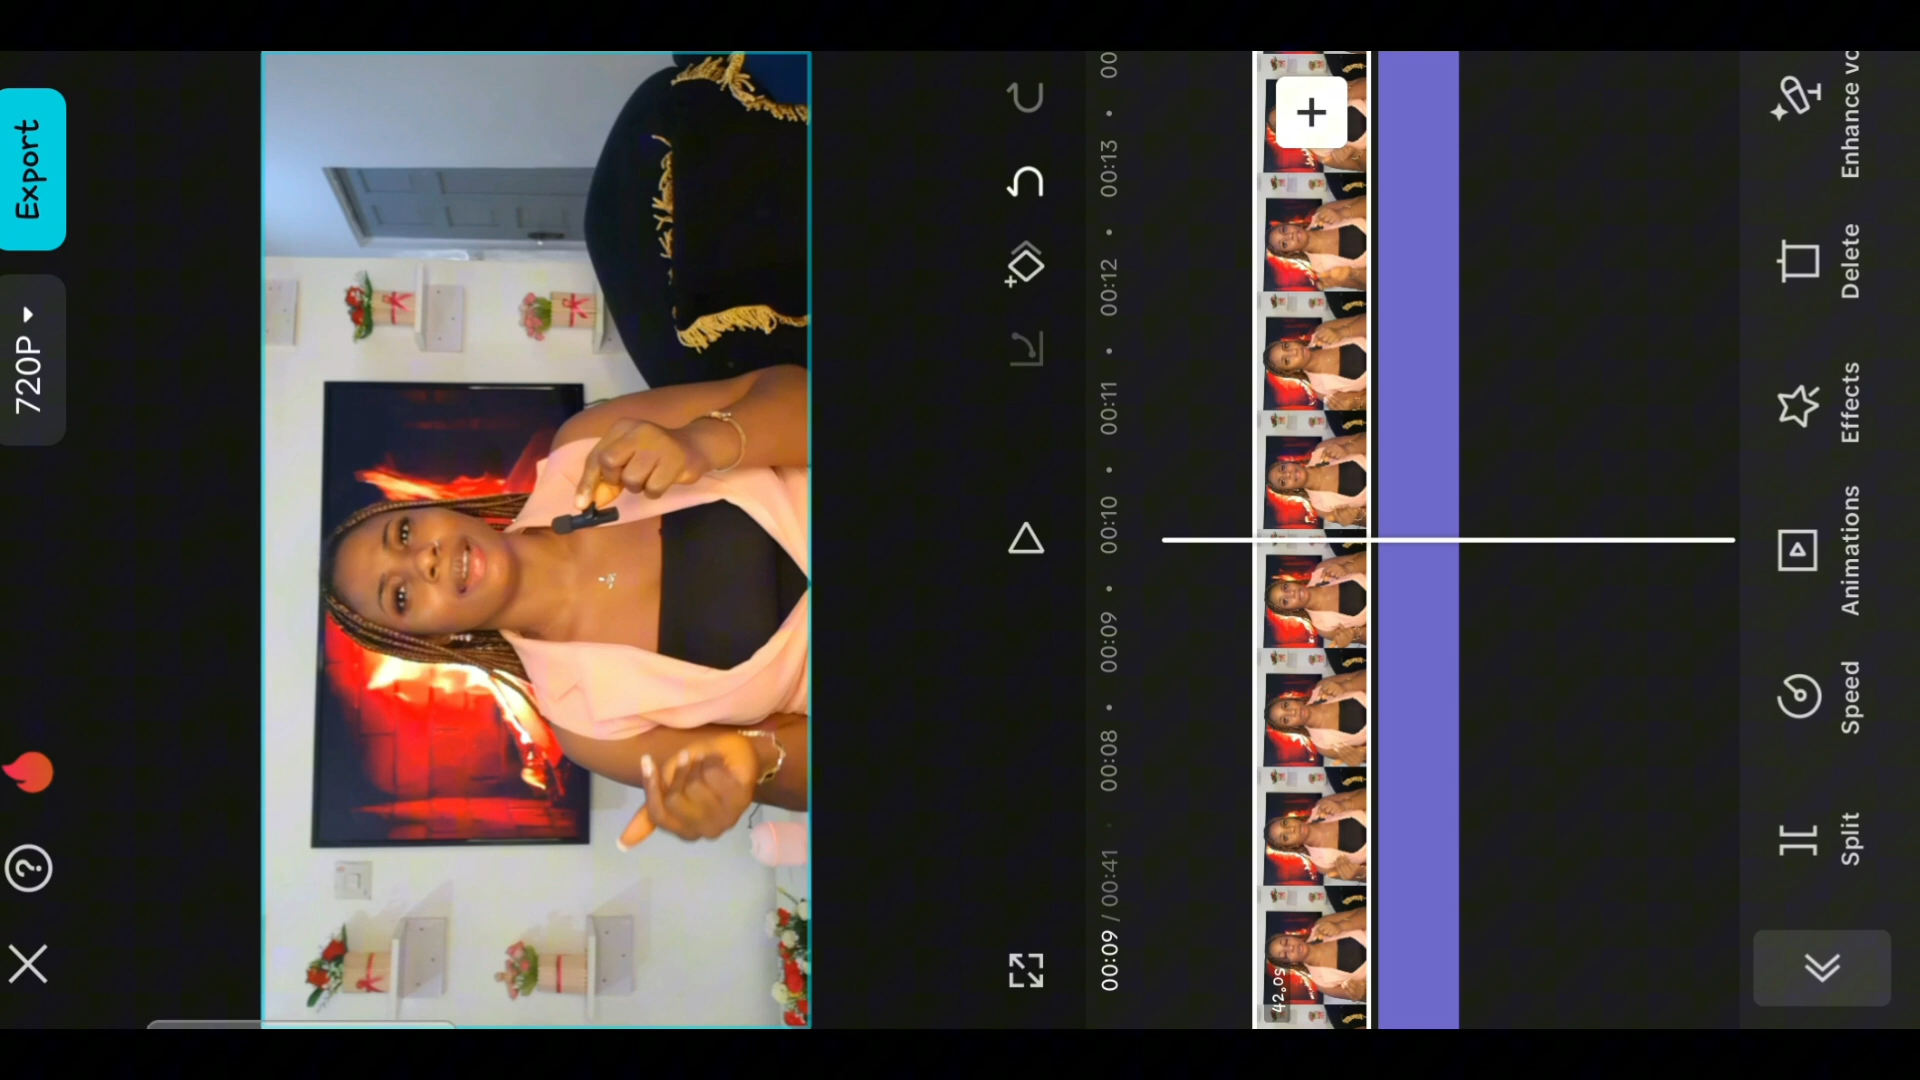 720P
Export
00:09 / 00:41
00:08
00:09
00:10
00:11
00:12
00:13
00
42.0s
Split
Speed
Animations
Effects
Delete
Enhance vo